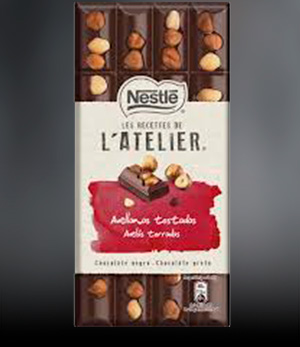 Nestlé
LES RECETTES DE
L'ATELIER
Avellanas tostadas
Avelãs torradas
Chocolate negro · Chocolate preto